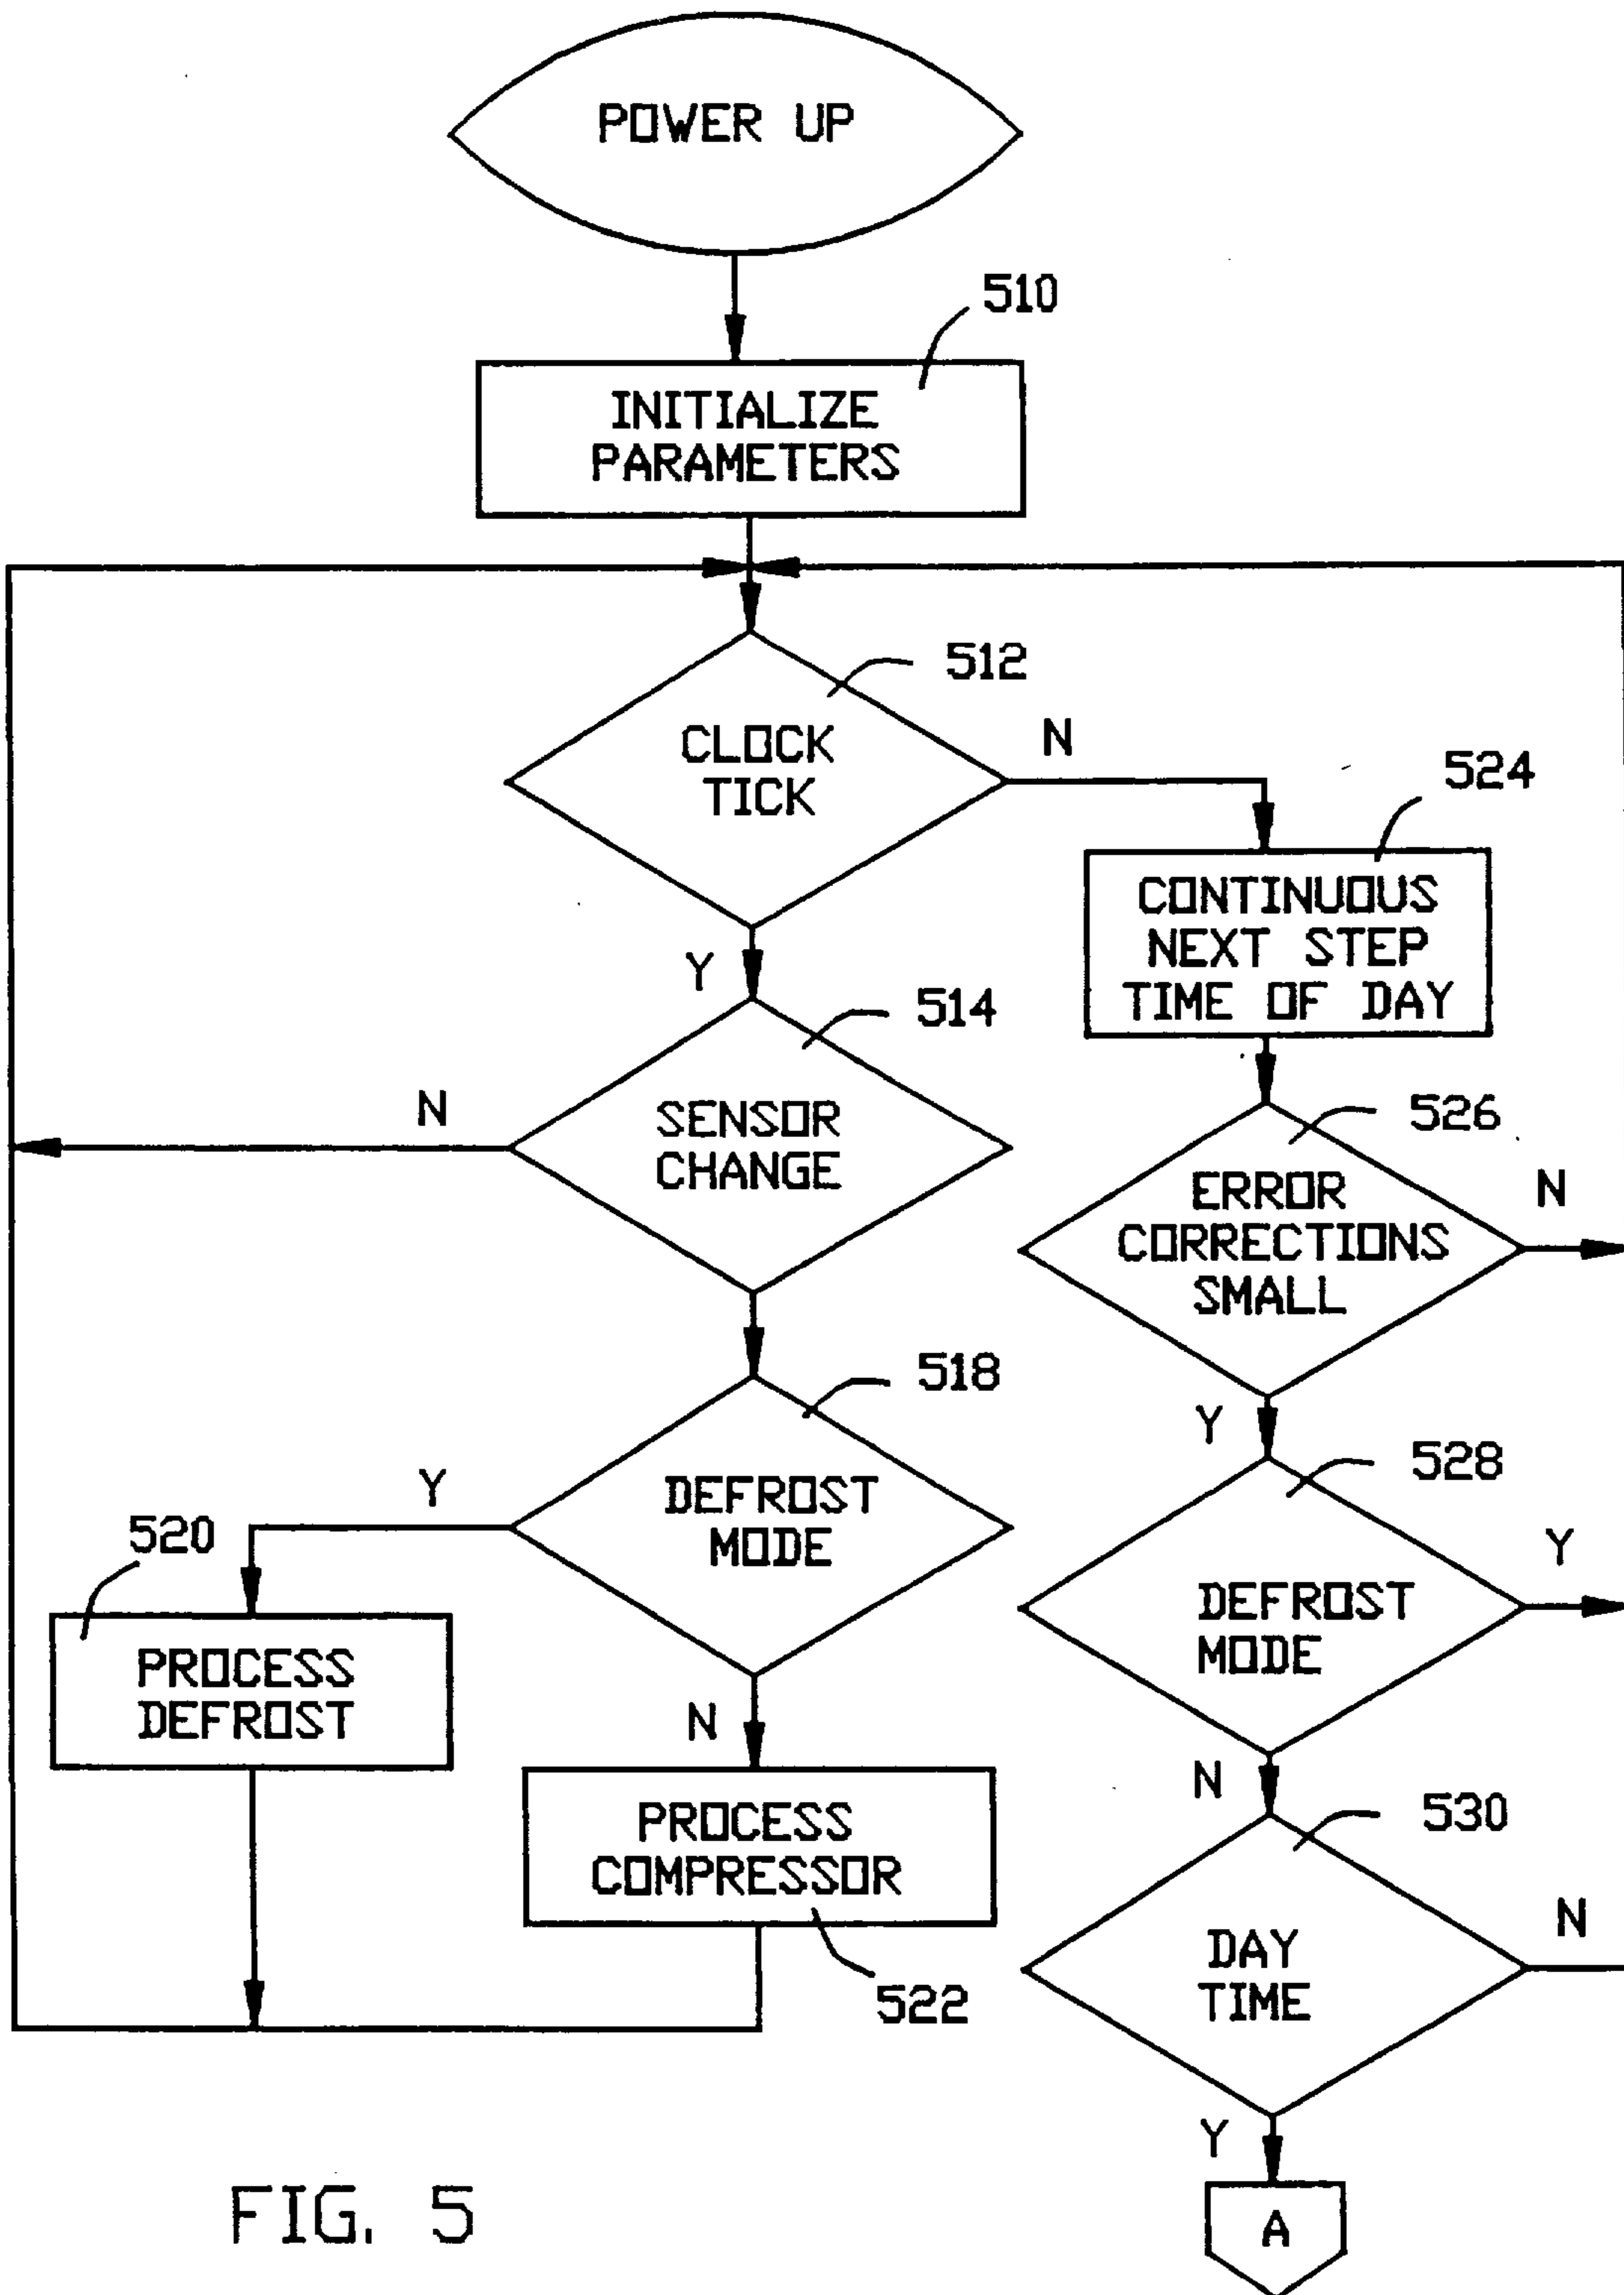 POWER UP
510
INITIALIZE
PARAMETERS
512
CLOCK
TICK
N
Y
524
CONTINUOUS
NEXT STEP
TIME OF DAY
514
SENSOR
CHANGE
N
526
ERROR
CORRECTIONS
SMALL
N
Y
518
DEFROST
MODE
Y
N
528
DEFROST
MODE
Y
N
520
PROCESS
DEFROST
PROCESS
COMPRESSOR
522
530
DAY
TIME
N
Y
A
FIG. 5